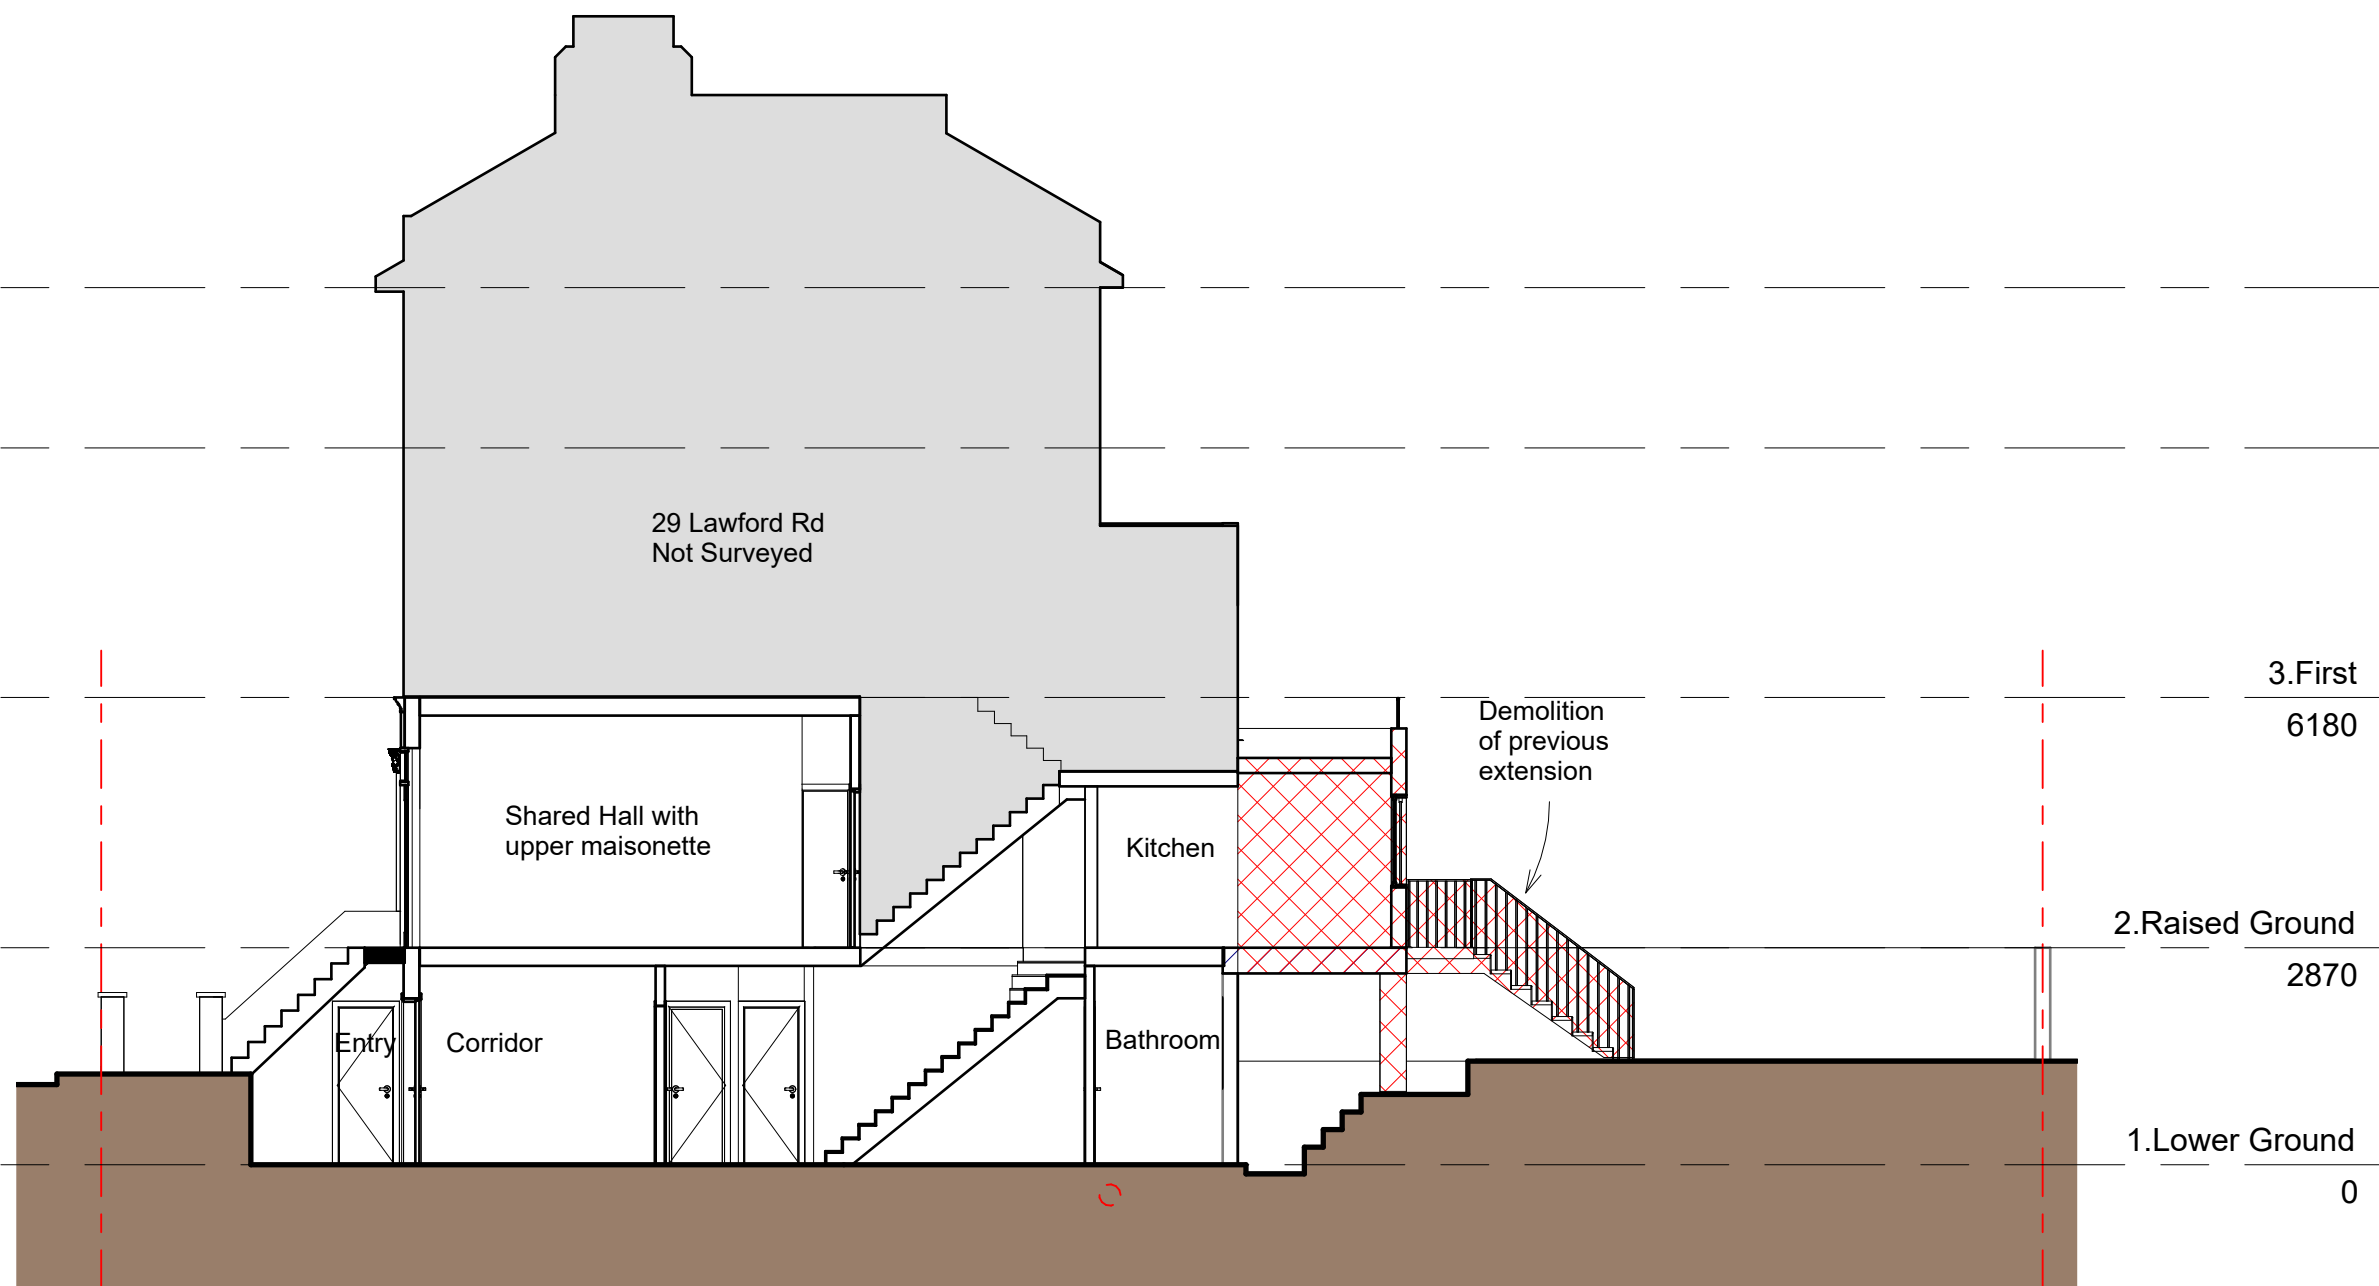 29 Lawford Rd
Not Surveyed
3.First
6180
Demolition
of previous
extension
Shared Hall with
upper maisonette
Kitchen
2.Raised Ground
2870
Entry
Corridor
Bathroom
1.Lower Ground
0